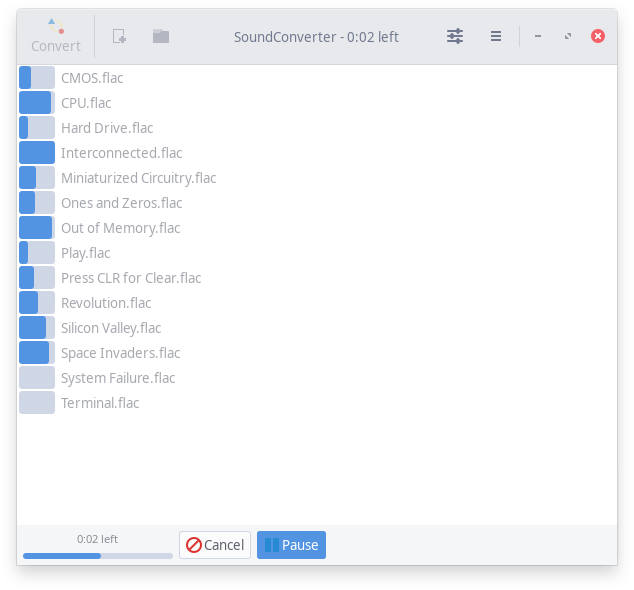 Convert
SoundConverter - 0:02 left
CMOS.flac
CPU.flac
Hard Drive.flac
Interconnected.flac
Miniaturized Circuitry.flac
Ones and Zeros.flac
Out of Memory.flac
Play.flac
Press CLR for Clear.flac
Revolution.flac
Silicon Valley.flac
Space Invaders.flac
System Failure.flac
Terminal.flac
0:02 left
Cancel
Pause